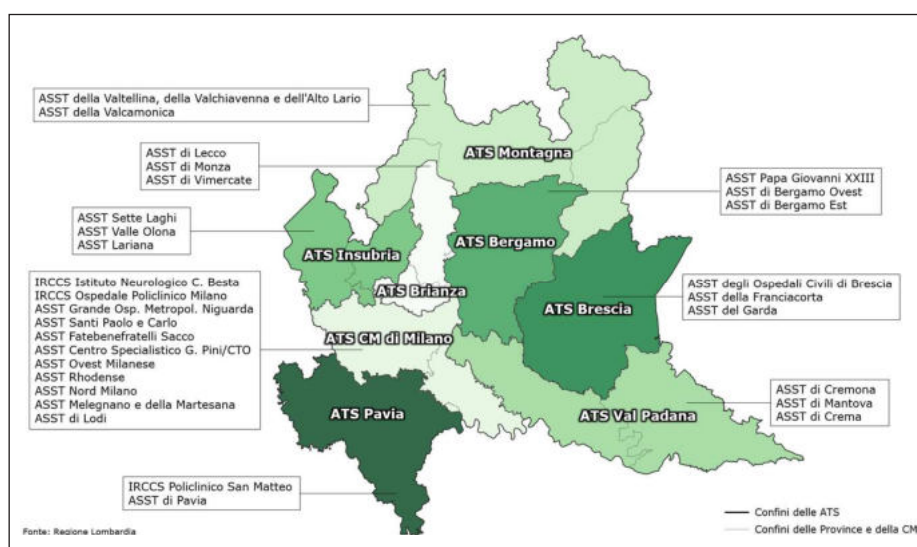 ASST della Valtellina, della Valchiavenna e dell'Alto Lario
ASST della Valcamonica
ATS Montagna
ASST di Lecco
ASST di Monza
ASST di Vimercate
ASST Papa Giovanni XXIII
ASST di Bergamo Ovest
ASST di Bergamo Est
ASST Sette Laghi
ASST Valle Olona
ASST Lariana
ATS Insubria
ATS Bergamo
ATS Brianza
IRCCS Istituto Neurologico C. Besta
IRCCS Ospedale Policlinico Milano
ASST Grande Osp. Metropol. Niguarda
ASST Santi Paolo e Carlo
ASST Fatebenefratelli Sacco
ASST Centro Specialistico G. Pini/CTO
ASST Ovest Milanese
ASST Rhodense
ASST Nord Milano
ASST Melegnano e della Martesana
ASST di Lodi
ATS Brescia
ASST degli Ospedali Civili di Brescia
ASST della Franciacorta
ASST del Garda
ATS CM di Milano
ATS Pavia
ATS Val Padana
ASST di Cremona
ASST di Mantova
ASST di Crema
IRCCS Policlinico San Matteo
ASST di Pavia
Confini delle ATS
Confini delle Province e della CM
Fonte: Regione Lombardia